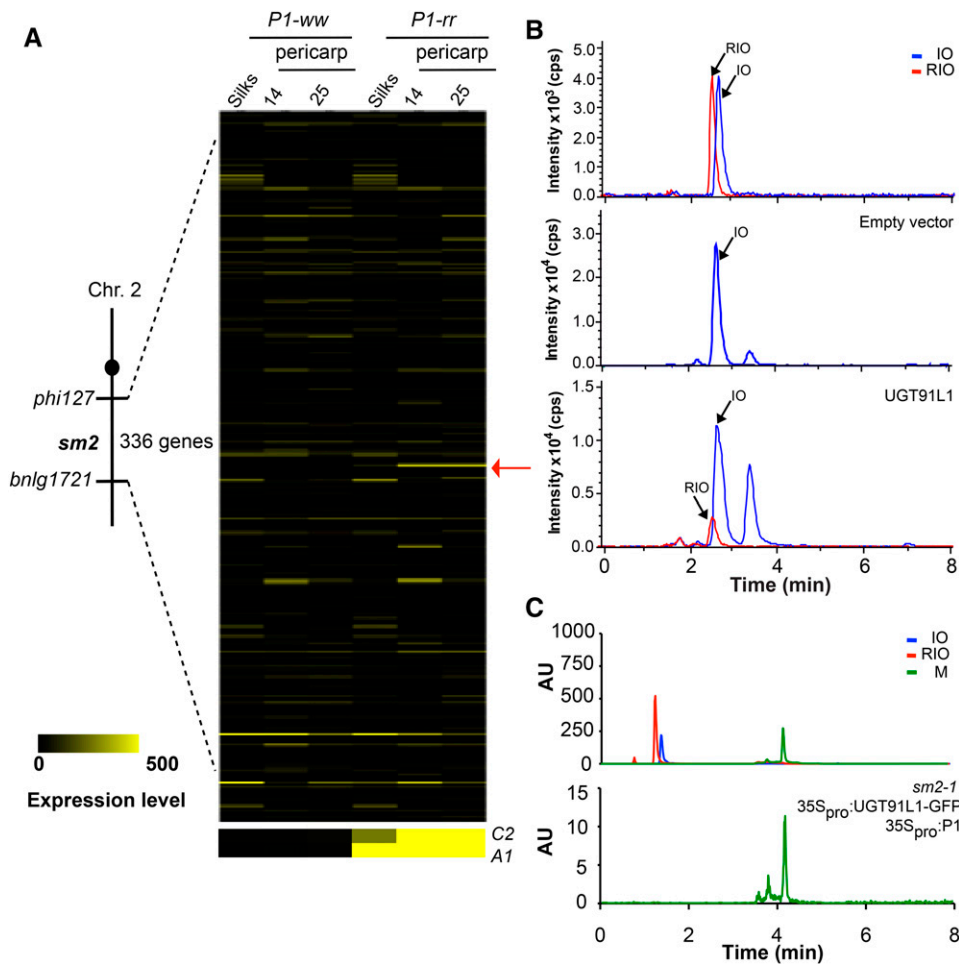 A
P1-ww
P1-rr
pericarp
pericarp
Silks
14
25
Silks
14
25
Chr. 2
phi127
sm2
336 genes
bnlg1721
0
500
Expression level
C2
A1
B
IO
RIO
RIO
IO
Intensity x10³ (cps)
5.0
4.0
3.0
2.0
1.0
0.0
2
4
6
8
Empty vector
IO
Intensity x10⁴ (cps)
3.0
2.0
1.0
0.0
UGT91L1
IO
RIO
Intensity x10⁴ (cps)
1.5
1.0
0.5
0.0
2
4
6
8
Time (min)
C
IO
RIO
M
AU
1000
750
500
250
0
sm2-1
35Spro:UGT91L1-GFP
35Spro:P1
AU
15
10
5
0
0
2
4
6
8
Time (min)